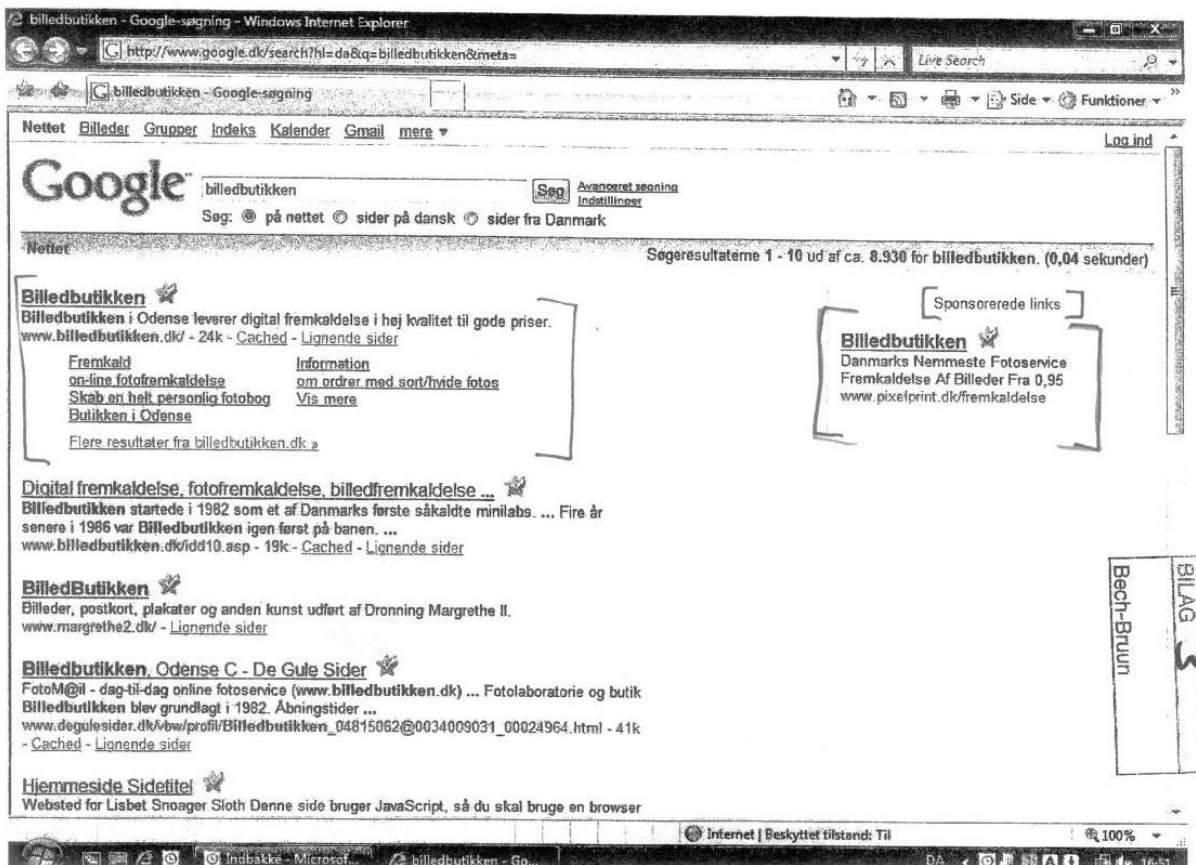 billedbutikken - Google-søgning - Windows Internet Explorer
http://www.google.dk/search?hl=da&q=billedbutikken&meta=
Live Search
billedbutikken - Google-søgning
Side
Funktioner
Nettet Billeder Grupper Indeks Kalender Gmail mere
Log ind
Google
billedbutikken
Søg
Avanceret søgning
Indstillinger
Søg: på nettet sider på dansk sider fra Danmark
Nettet
Søgeresultaterne 1 - 10 ud af ca. 8.930 for billedbutikken. (0,04 sekunder)
Billedbutikken
Billedbutikken i Odense leverer digital fremkaldelse i høj kvalitet til gode priser.
www.billedbutikken.dk/ - 24k - Cached - Lignende sider
Fremkald Information
on-line fotofremkaldelse om ordrer med sort/hvide fotos
Skab en helt personlig fotobog Vis mere
Butikken i Odense
Flere resultater fra billedbutikken.dk »
Sponsorerede links
Billedbutikken
Danmarks Nemmeste Fotoservice
Fremkaldelse Af Billeder Fra 0,95
www.pixelprint.dk/fremkaldelse
Digital fremkaldelse, fotofremkaldelse, billedfremkaldelse ...
Billedbutikken startede i 1982 som et af Danmarks første såkaldte minilabs. ... Fire år
senere i 1986 var Billedbutikken igen først på banen. ...
www.billedbutikken.dk/idd10.asp - 19k - Cached - Lignende sider
BilledButikken
Billeder, postkort, plakater og anden kunst udført af Dronning Margrethe II.
www.margrethe2.dk/ - Lignende sider
Billedbutikken, Odense C - De Gule Sider
FotoM@il - dag-til-dag online fotoservice (www.billedbutikken.dk) ... Fotolaboratorie og butik
Billedbutikken blev grundlagt i 1982. Åbningstider ...
www.degulesider.dk/vbw/profil/Billedbutikken_04815062@0034009031_00024964.html - 41k
- Cached - Lignende sider
Hjemmeside Sidetitel
Websted for Lisbet Snoager Sloth Denne side bruger JavaScript, så du skal bruge en browser
BILAG
Bech-Bruun
Internet | Beskyttet tilstand: Til
100%
Indbakke - Microsof...
billedbutikken - Go...
DA
16:51